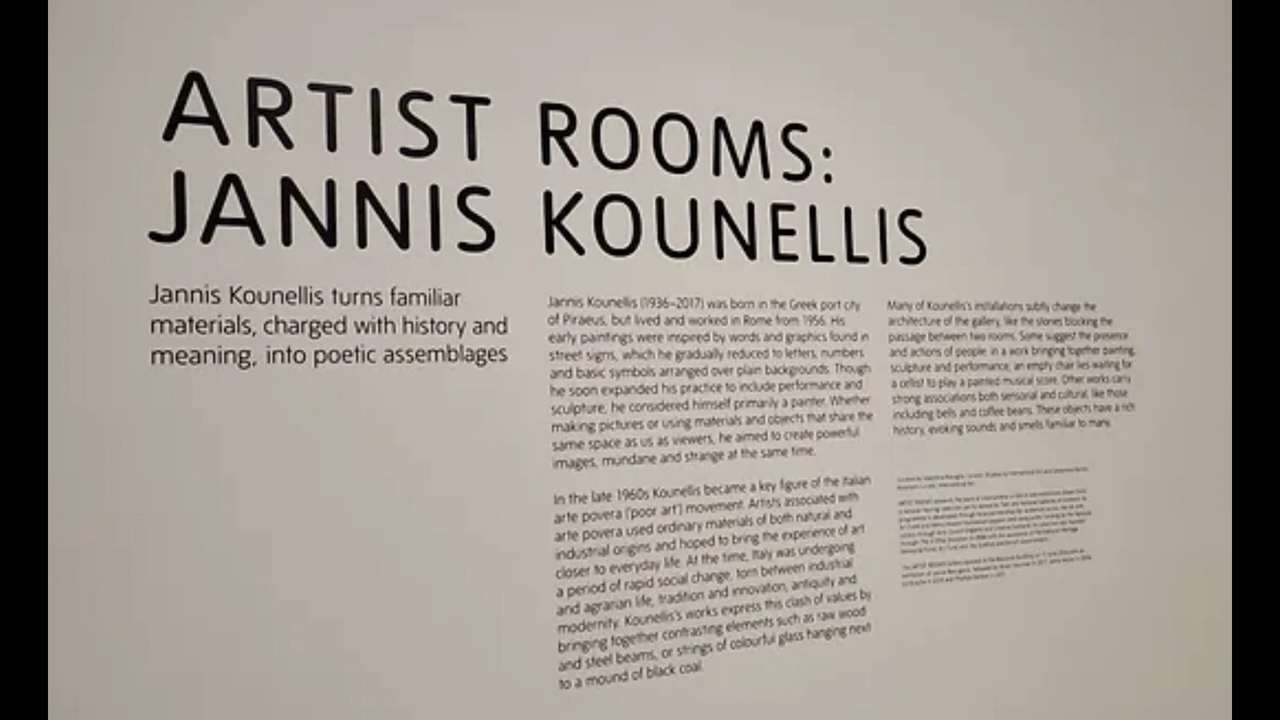 ARTIST ROOMS:
JANNIS KOUNELLIS
Jannis Kounellis turns familiar
materials, charged with history and
meaning, into poetic assemblages
Jannis Kounellis (1936–2017) was born in the Greek port city
of Piraeus, but lived and worked in Rome from 1956. His
early paintings were inspired by words and graphics found in
street signs, which he gradually reduced to letters, numbers
and basic symbols arranged over plain backgrounds. Though
he soon expanded his practice to include performance and
sculpture, he considered himself primarily a painter. Whether
making pictures or using materials and objects that share the
same space as us as viewers, he aimed to create powerful
images, mundane and strange at the same time.
In the late 1960s Kounellis became a key figure of the Italian
arte povera ('poor art') movement. Artists associated with
arte povera used ordinary materials of both natural and
industrial origins and hoped to bring the experience of art
closer to everyday life. At the time, Italy was undergoing
a period of rapid social change, torn between industrial
and agrarian life, tradition and innovation, antiquity and
modernity. Kounellis's works express this clash of values by
bringing together contrasting elements such as raw wood
and steel beams, or strings of colourful glass hanging next
to a mound of black coal.
Many of Kounellis's installations subtly change the
architecture of the gallery, like the stones blocking the
passage between two rooms. Some suggest the presence
and actions of people: in a work bringing together painting,
sculpture and performance, an empty chair lies waiting for
a cellist to play a painted musical score. Other works carry
strong associations both sensorial and cultural, like those
including bells and coffee beans. These objects have a rich
history, evoking sounds and smells familiar to many.